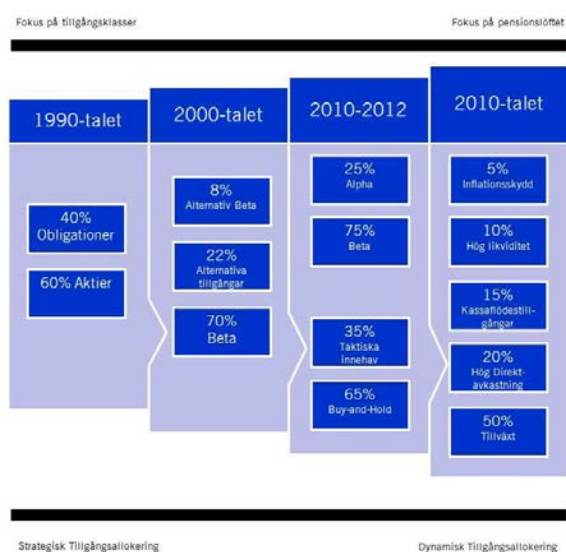 Fokus på tillgångsklasser
Fokus på pensionslöftet
1990-talet
40%
Obligationer
60% Aktier
2000-talet
8%
Alternativ Beta
22%
Alternativa
tillgångar
70%
Beta
2010-2012
25%
Alpha
75%
Beta
35%
Taktiska
innehav
65%
Buy-and-Hold
2010-talet
5%
Inflationsskydd
10%
Hög likviditet
15%
Kassaflödestill-
gångar
20%
Hög Direkt-
avkastning
50%
Tillväxt
Strategisk Tillgångsallokering
Dynamisk Tillgångsallokering